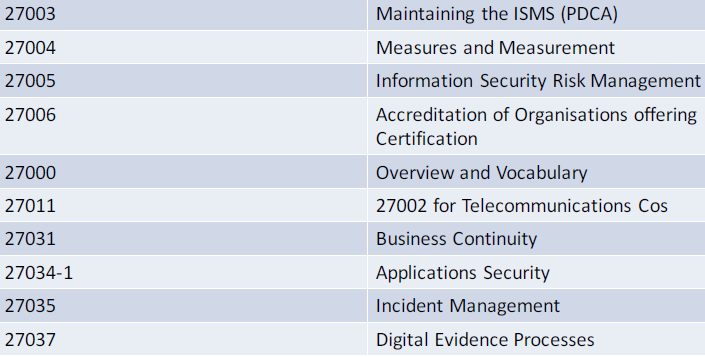 27003 Maintaining the ISMS (PDCA)
27004 Measures and Measurement
27005 Information Security Risk Management
27006 Accreditation of Organisations offering
Certification
27000 Overview and Vocabulary
27011 27002 for Telecommunications Cos
27031 Business Continuity
27034-1 Applications Security
27035 Incident Management
27037 Digital Evidence Processes